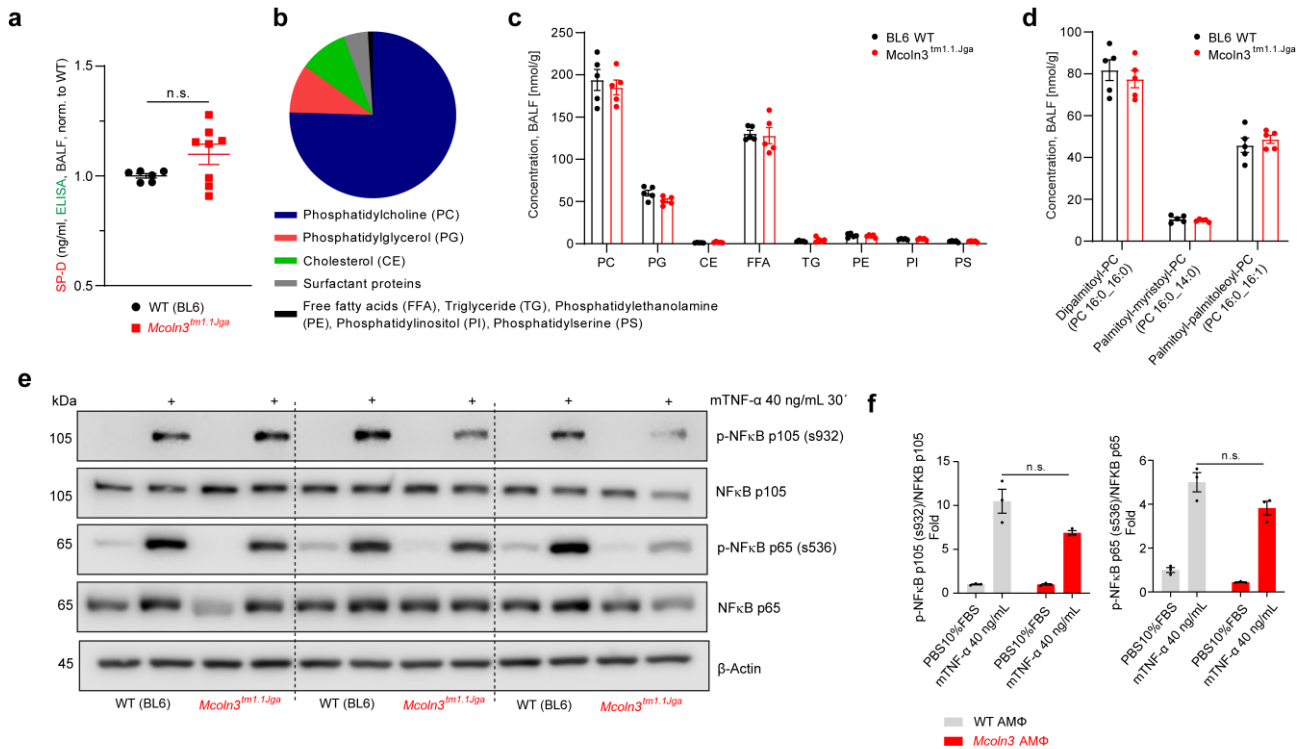 a
SP-D (ng/ml, ELISA, BALF, norm. to WT)
1.5
1.0
0.5
n.s.
WT (BL6)
Mcoln3tm1.1Jga
b
Phosphatidylcholine (PC)
Phosphatidylglycerol (PG)
Cholesterol (CE)
Surfactant proteins
Free fatty acids (FFA), Triglyceride (TG), Phosphatidylethanolamine
(PE), Phosphatidylinositol (PI), Phosphatidylserine (PS)
c
Concentration, BALF [nmol/g]
250
200
150
100
50
0
BL6 WT
Mcoln3tm1.1.Jga
PC PG CE FFA TG PE PI PS
d
Concentration, BALF [nmol/g]
100
80
60
40
20
0
BL6 WT
Mcoln3tm1.1.Jga
Dipalmitoyl-PC
(PC 16:0_16:0)
Palmitoyl-myristoyl-PC
(PC 16:0_14:0)
Palmitoyl-palmitoleoyl-PC
(PC 16:0_16:1)
e
kDa + + + + + + mTNF-α 40 ng/mL 30´
105 p-NFκB p105 (s932)
105 NFκB p105
65 p-NFκB p65 (s536)
65 NFκB p65
45 β-Actin
WT (BL6) Mcoln3tm1.1Jga WT (BL6) Mcoln3tm1.1Jga WT (BL6) Mcoln3tm1.1Jga
f
p-NFκB p105 (s932)/NFKB p105
Fold
15
10
5
0
n.s.
PBS10%FBS
mTNF-α 40 ng/mL
PBS10%FBS
mTNF-α 40 ng/mL
p-NFκB p65 (s536)/NFKB p65
Fold
6
4
2
0
n.s.
PBS10%FBS
mTNF-α 40 ng/mL
PBS10%FBS
mTNF-α 40 ng/mL
WT AMΦ
Mcoln3 AMΦ